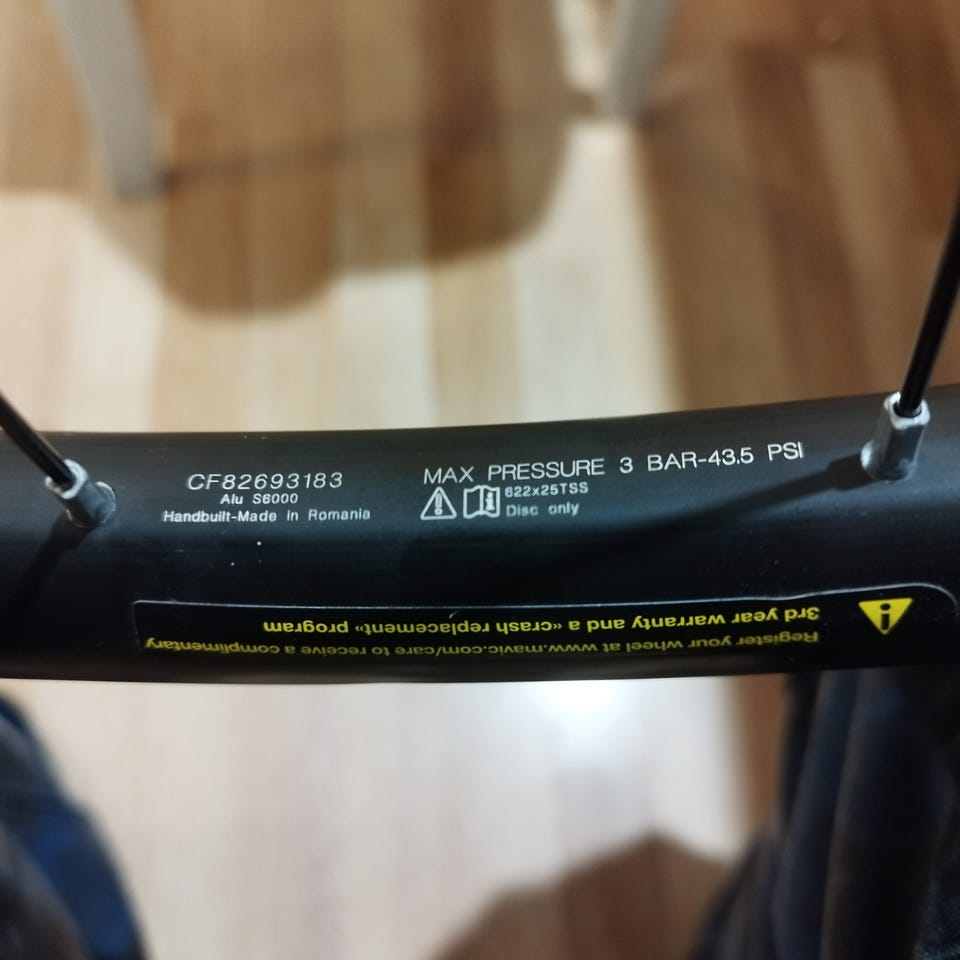 CF82693183
Alu S6000
Handbuilt-Made in Romania
MAX PRESSURE 3 BAR-43.5 PSI
622x25TSS
Disc only
Register your wheel at www.mavic.com/care to receive a complimentary
3rd year warranty and a «crash replacement» program